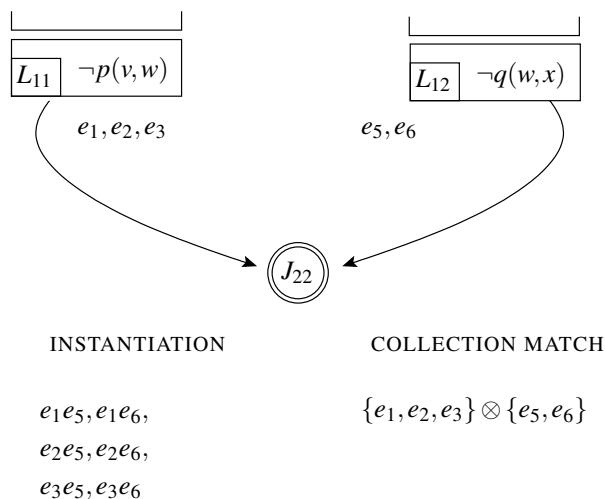 L₁₁ ¬p(v,w)
L₁₂ ¬q(w,x)
e₁,e₂,e₃
e₅,e₆
J₂₂
INSTANTIATION
COLLECTION MATCH
e₁e₅,e₁e₆,
{e₁,e₂,e₃}⊗{e₅,e₆}
e₂e₅,e₂e₆,
e₃e₅,e₃e₆